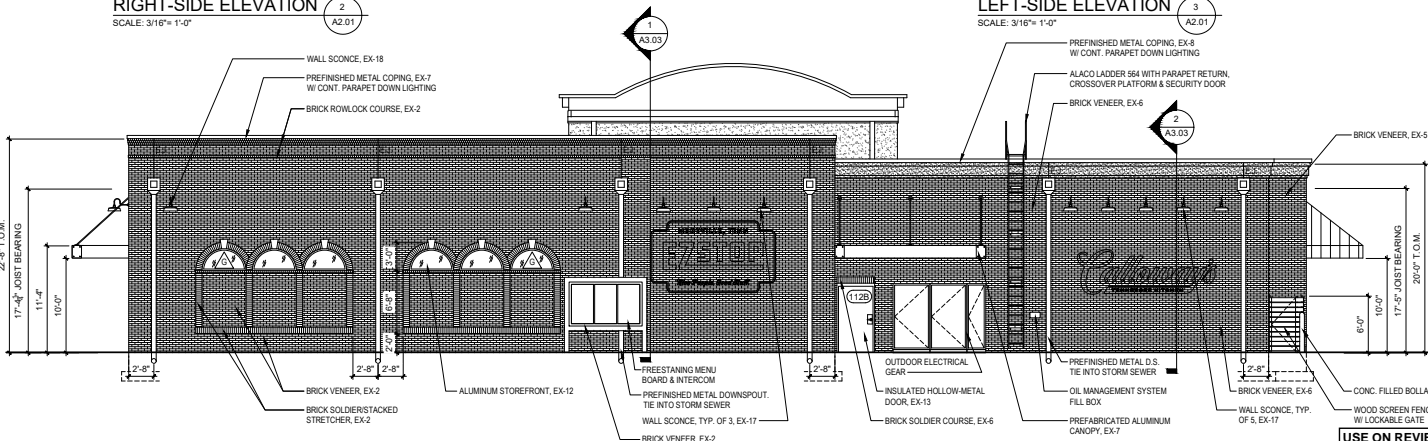 RIGHT-SIDE ELEVATION
2
A2.01
SCALE: 3/16"= 1'-0"
LEFT-SIDE ELEVATION
3
A2.01
SCALE: 3/16"= 1'-0"
1
A3.03
WALL SCONCE, EX-18
PREFINISHED METAL COPING, EX-7
W/ CONT. PARAPET DOWN LIGHTING
BRICK ROWLOCK COURSE, EX-2
PREFINISHED METAL COPING, EX-8
W/ CONT. PARAPET DOWN LIGHTING
ALACO LADDER 564 WITH PARAPET RETURN,
CROSSOVER PLATFORM & SECURITY DOOR
BRICK VENEER, EX-6
2
A3.03
BRICK VENEER, EX-5
22'-8" T.O.M.
JOIST BEARING
11'-4"
10'-0"
G
3'-0"
6'-8"
2'-0"
G
EZ STOP
Calloway's
112B
20'-0" T.O.M.
17'-5" JOIST BEARING
10'-0"
6'-0"
2'-8"
2'-8"
2'-8"
2'-8"
2'-8"
BRICK VENEER, EX-2
BRICK SOLDIER/STACKED
STRETCHER, EX-2
ALUMINUM STOREFRONT, EX-12
FREESTANING MENU
BOARD & INTERCOM
PREFINISHED METAL DOWNSPOUT.
TIE INTO STORM SEWER
WALL SCONCE, TYP. OF 3, EX-17
BRICK VENEER, EX-2
OUTDOOR ELECTRICAL
GEAR
INSULATED HOLLOW-METAL
DOOR, EX-13
BRICK SOLDIER COURSE, EX-6
PREFINISHED METAL D.S.
TIE INTO STORM SEWER
OIL MANAGEMENT SYSTEM
FILL BOX
PREFABRICATED ALUMINUM
CANOPY, EX-7
BRICK VENEER, EX-6
WALL SCONCE, TYP.
OF 5, EX-17
CONC. FILLED BOLLA
WOOD SCREEN FEN
W/ LOCKABLE GATE
USE ON REVI